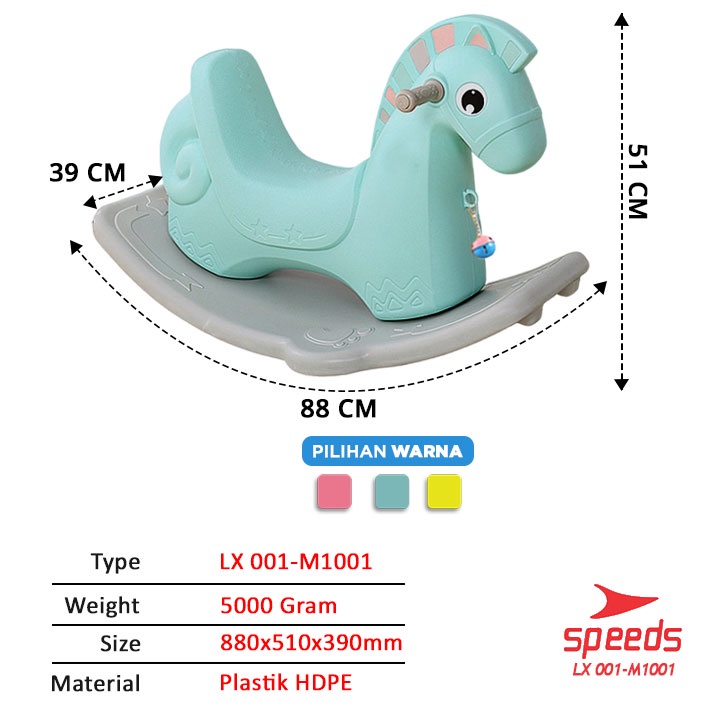 39 CM
51 CM
88 CM
PILIHAN WARNA
Type LX 001-M1001
Weight 5000 Gram
Size 880x510x390mm
Material Plastik HDPE
speeds
LX 001-M1001